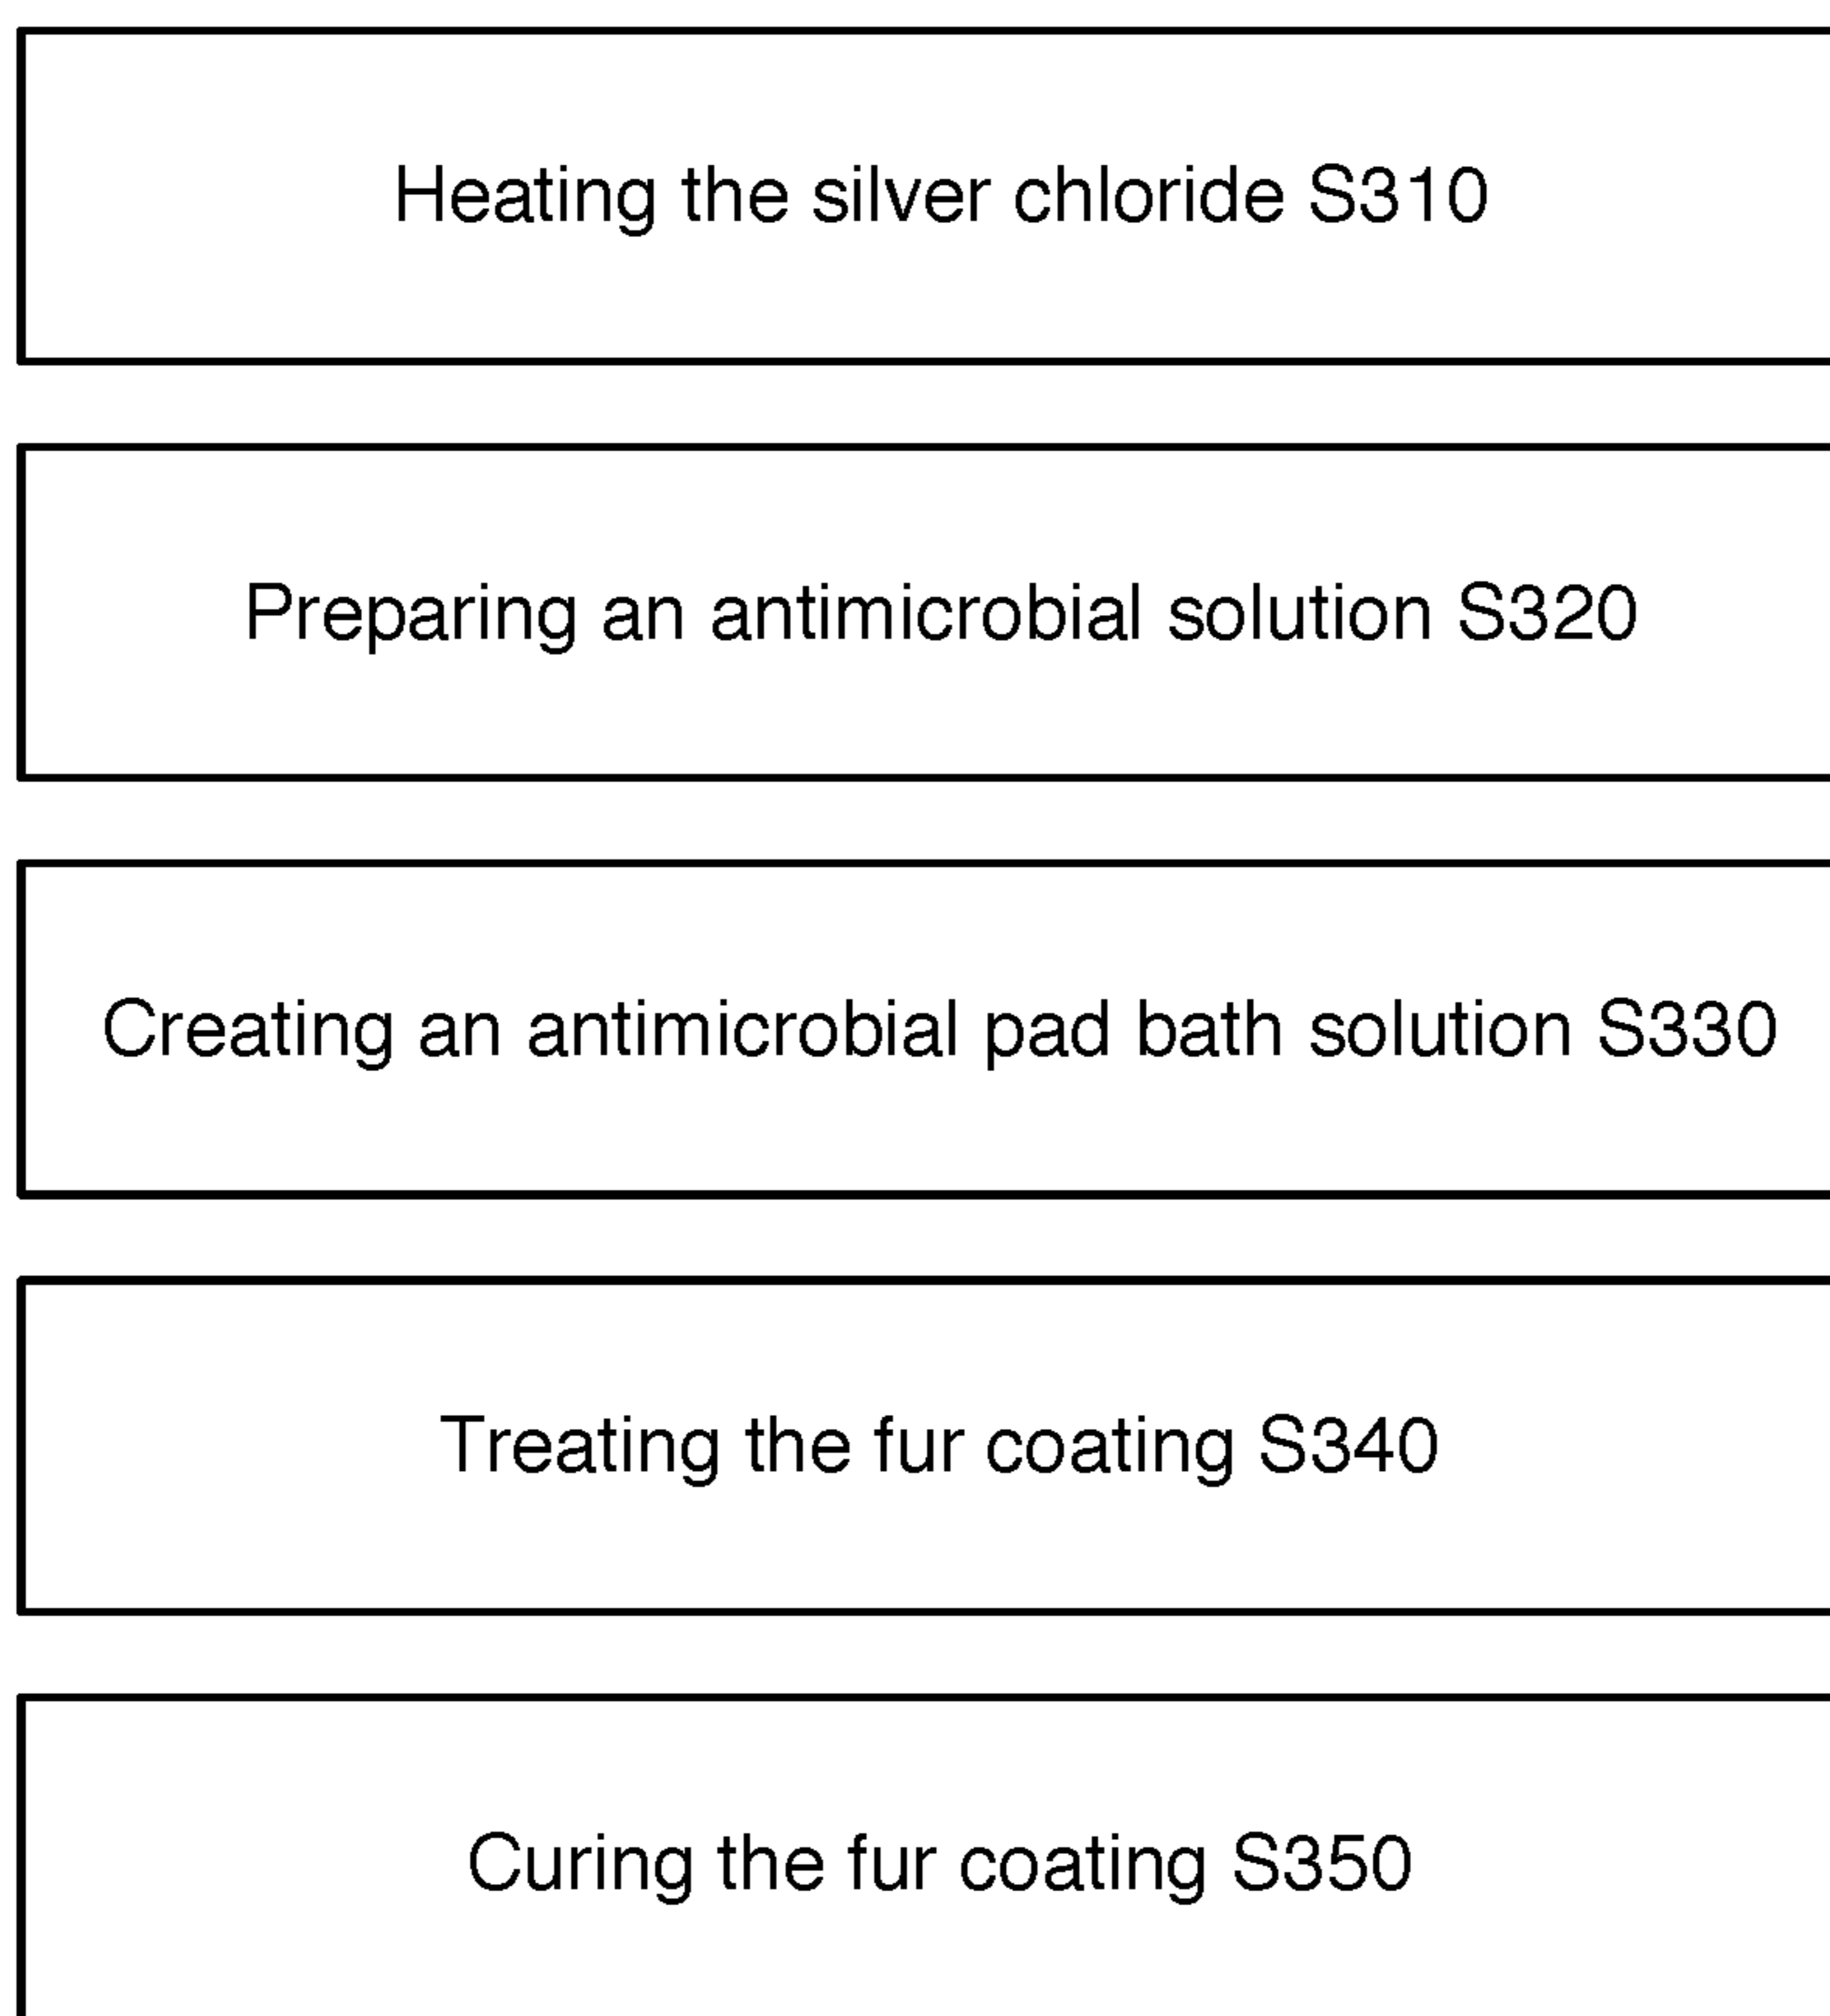 Heating the silver chloride S310
Preparing an antimicrobial solution S320
Creating an antimicrobial pad bath solution S330
Treating the fur coating S340
Curing the fur coating S350